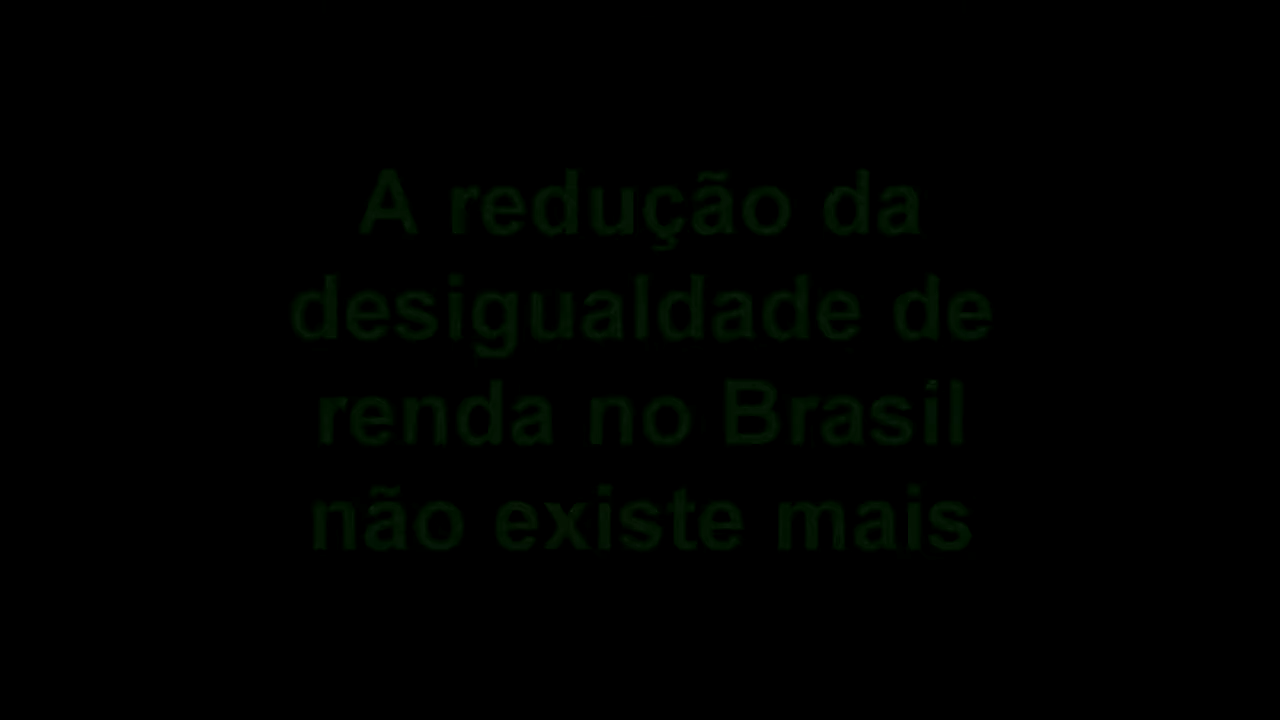 A redução da
desigualdade de
renda no Brasil
não existe mais